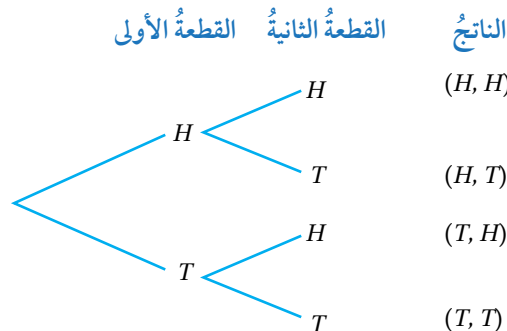 القطعةُ الأولى القطعةُ الثانيةُ الناتجُ
H (H, H)
H
T (H, T)
H (T, H)
T
T (T, T)